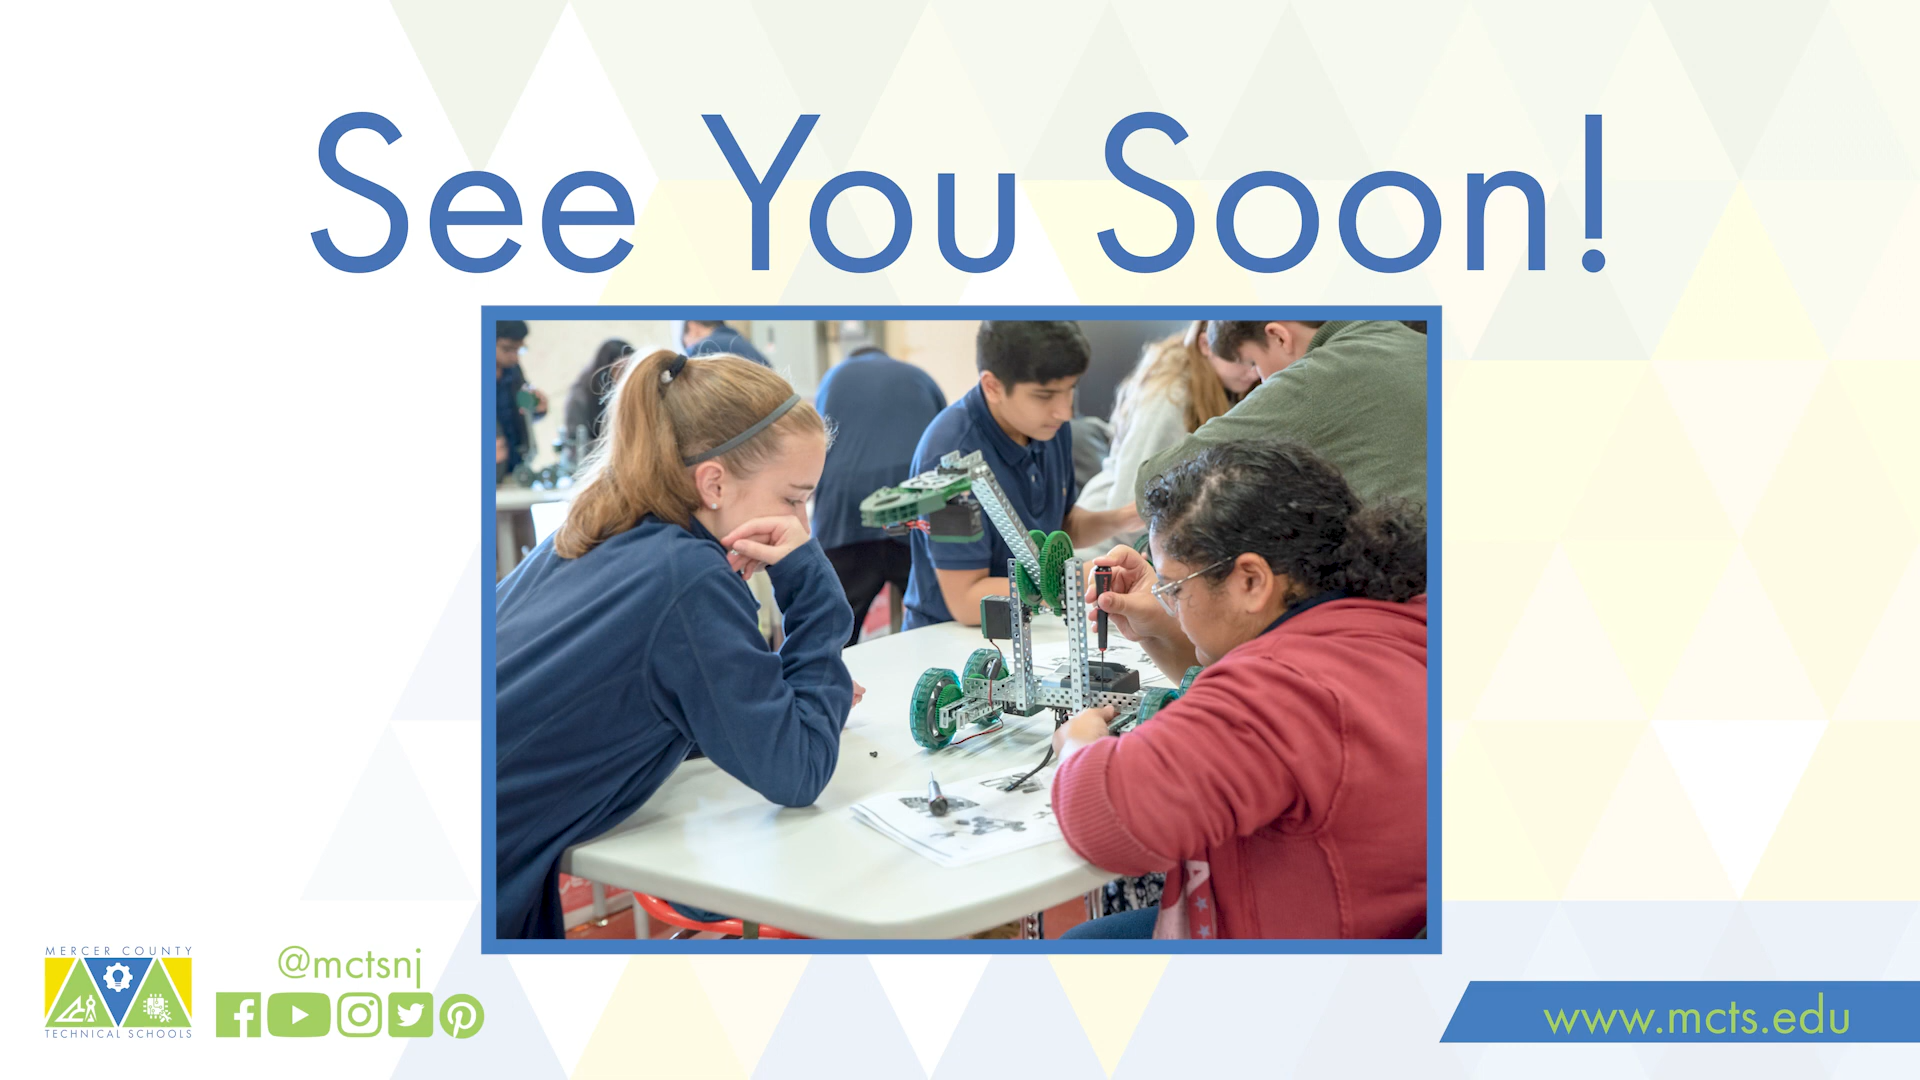 See You Soon!
MERCER COUNTY
TECHNICAL SCHOOLS
@mctsnj
www.mcts.edu